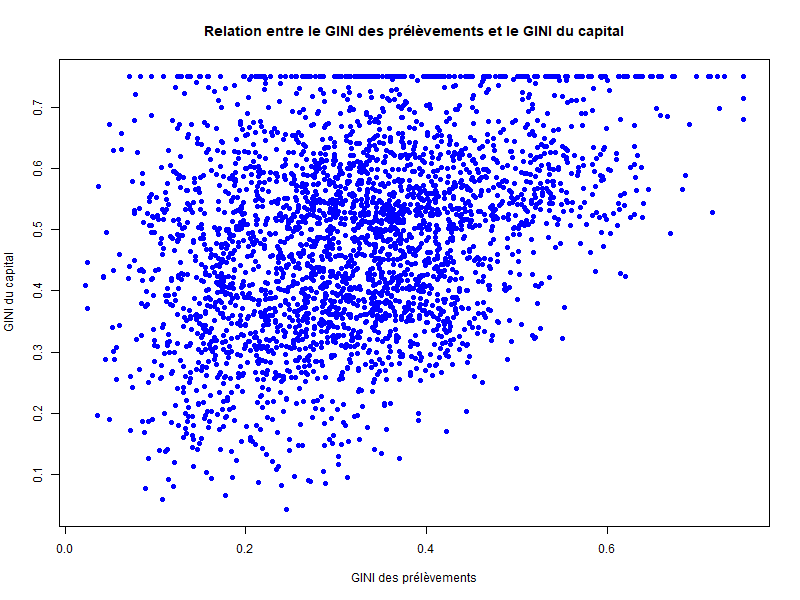 Relation entre le GINI des prélèvements et le GINI du capital
GINI du capital
0.7
0.6
0.5
0.4
0.3
0.2
0.1
0.0 0.2 0.4 0.6
GINI des prélèvements